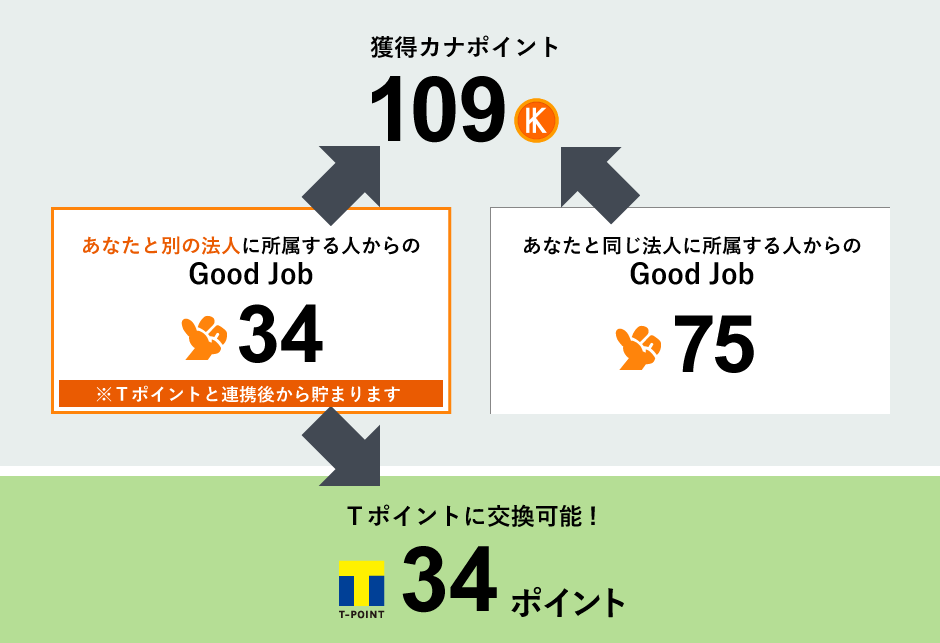 獲得カナポイント
109 K
あなたと別の法人に所属する人からの
Good Job
34
※Tポイントと連携後から貯まります
あなたと同じ法人に所属する人からの
Good Job
75
Tポイントに交換可能！
T
T-POINT
34 ポイント